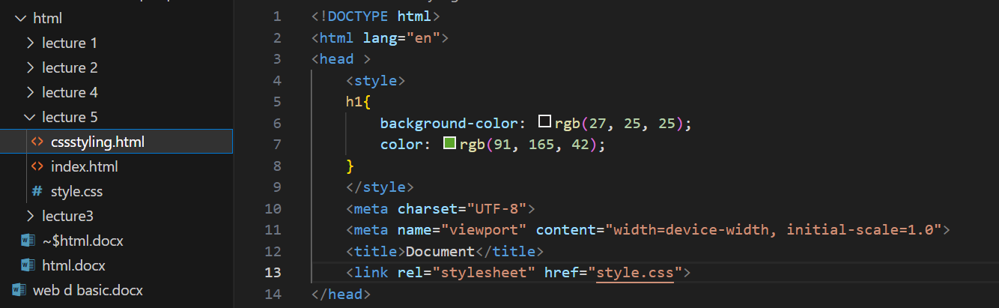 html
lecture 1
lecture 2
lecture 4
lecture 5
<> cssstyling.html
<> index.html
# style.css
lecture3
~$html.docx
html.docx
web d basic.docx
1 <!DOCTYPE html>
2 <html lang="en">
3 <head >
4 <style>
5 h1{
6 background-color: rgb(27, 25, 25);
7 color: rgb(91, 165, 42);
8 }
9 </style>
10 <meta charset="UTF-8">
11 <meta name="viewport" content="width=device-width, initial-scale=1.0">
12 <title>Document</title>
13 <link rel="stylesheet" href="style.css">
14 </head>